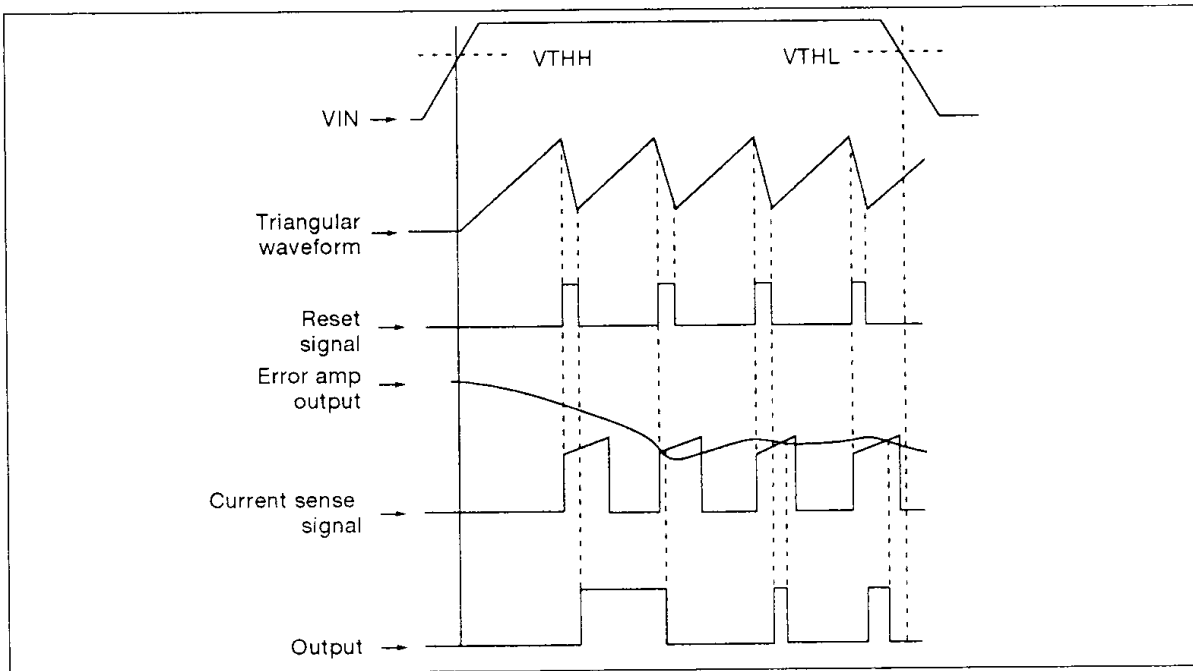 VTHH
VTHL
VIN
Triangular
waveform
Reset
signal
Error amp
output
Current sense
signal
Output